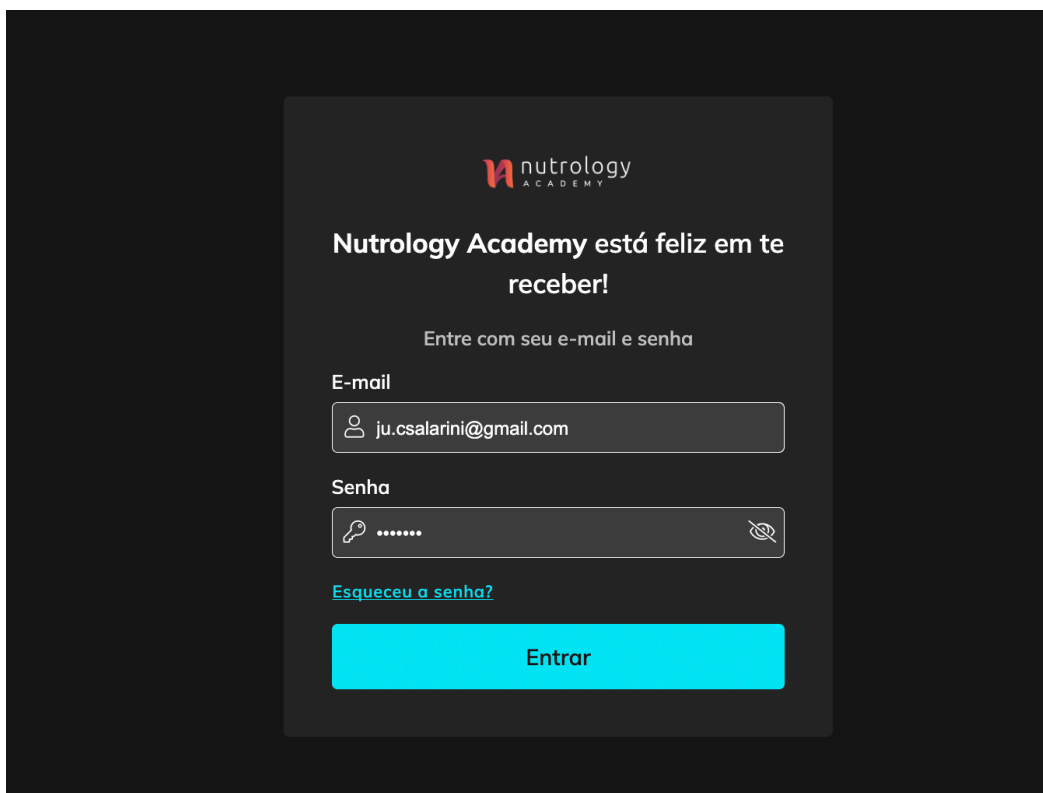 nutrology
ACADEMY
Nutrology Academy está feliz em te
receber!
Entre com seu e-mail e senha
E-mail
ju.csalarini@gmail.com
Senha
•••••••
Esqueceu a senha?
Entrar